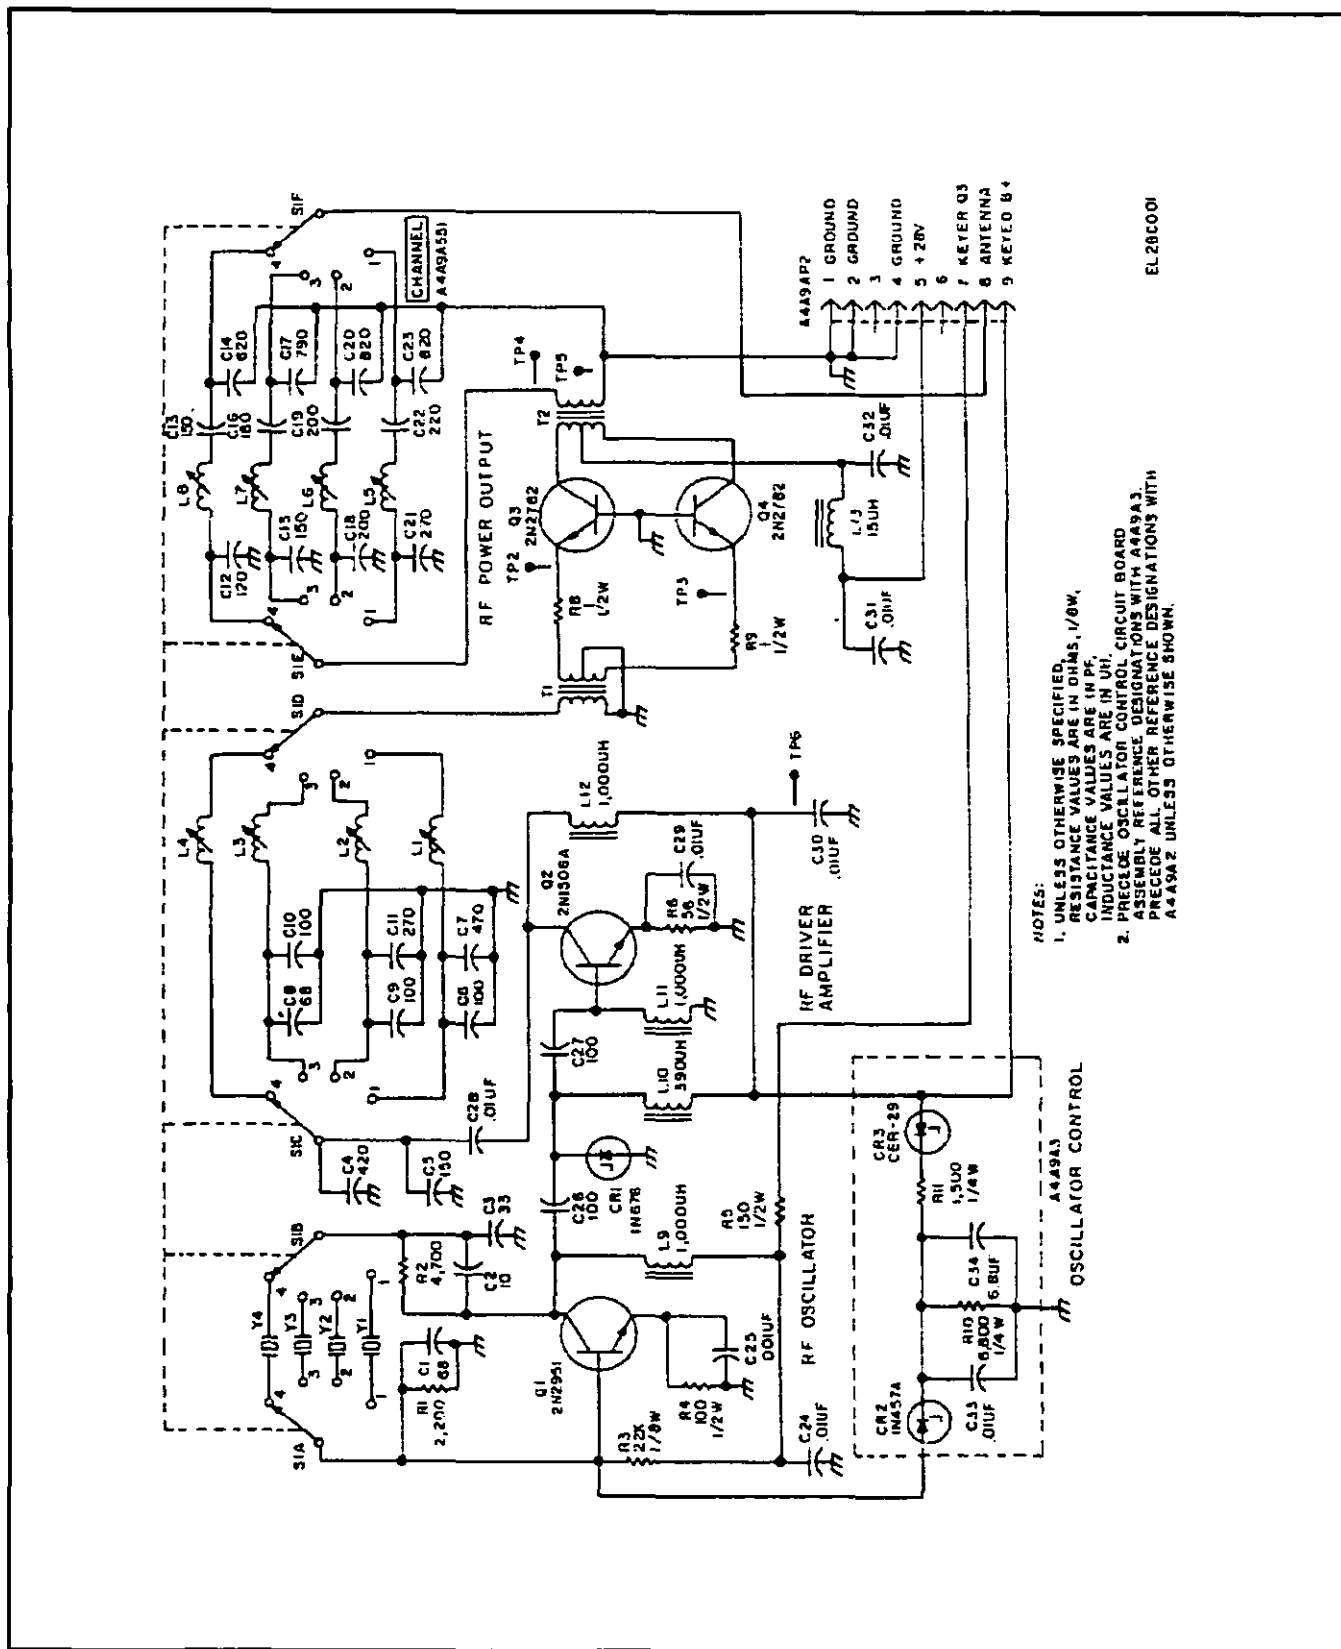 S1A
S1B
S1C
S1D
S1E
S1F
4
Y4
4
3
Y3
3
2
Y2
2
1
Y1
1
R1
2,200
C1
68
R2
4,700
C2
10
C3
33
C4
420
C5
150
C28
.01UF
4
3
2
1
L4
L3
L2
L1
C8
68
C10
100
C9
100
C11
270
C6
100
C7
470
4
3
2
1
4
3
2
1
C12
120
L8
C13
150
C14
620
C15
150
L7
C16
180
C17
790
C18
200
L6
C19
200
C20
820
C21
270
L5
C22
220
C23
820
4
3
2
1
CHANNEL
A4A9A5S1
RF POWER OUTPUT
Q1
2N2951
R3
22K
1/8W
R4
100
1/2W
C25
.001UF
C24
.01UF
RF OSCILLATOR
C26
100
CR1
1N676
L9
1,000UH
R5
150
1/2W
C27
100
L10
390UH
L11
1,000UH
Q2
2N1506A
R6
56
1/2W
C29
.01UF
L12
1,000UH
C30
.01UF
TP6
RF DRIVER
AMPLIFIER
T1
R8
1
1/2W
R9
1
1/2W
TP2
TP3
Q3
2N2782
Q4
2N2782
T2
TP4
TP5
L13
15UH
C31
.01UF
C32
.01UF
A4A9AP2
1 GROUND
2 GROUND
3
4 GROUND
5 +28V
6
7 KEYER Q3
8 ANTENNA
9 KEYED B+
CR2
1N457A
C33
.01UF
R10
6,800
1/4W
C34
6.8UF
R11
1,500
1/4W
CR3
CER-29
A4A9A3
OSCILLATOR CONTROL
NOTES:
1. UNLESS OTHERWISE SPECIFIED,
RESISTANCE VALUES ARE IN OHMS, 1/8W,
CAPACITANCE VALUES ARE IN PF,
INDUCTANCE VALUES ARE IN UH.
2. PRECEDE OSCILLATOR CONTROL CIRCUIT BOARD
ASSEMBLY REFERENCE DESIGNATIONS WITH A4A9A3.
PRECEDE ALL OTHER REFERENCE DESIGNATIONS WITH
A4A9A2 UNLESS OTHERWISE SHOWN.
EL2BC001